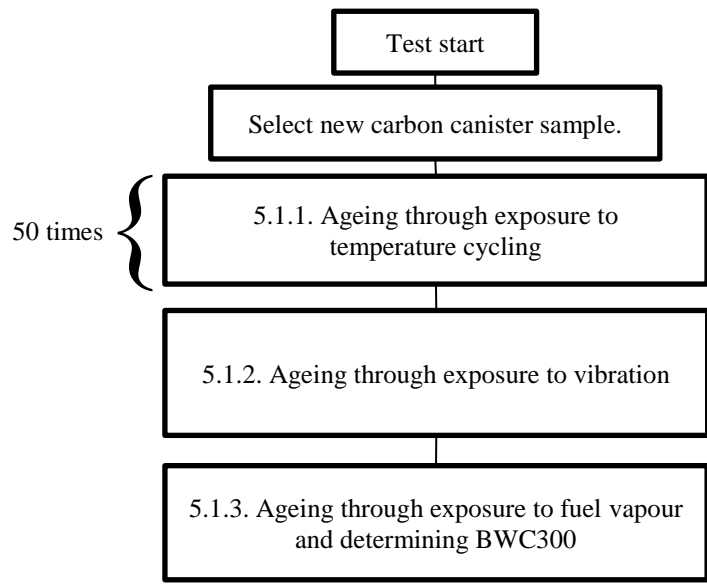 Test start
Select new carbon canister sample.
50 times
5.1.1. Ageing through exposure to
temperature cycling
5.1.2. Ageing through exposure to vibration
5.1.3. Ageing through exposure to fuel vapour
and determining BWC300